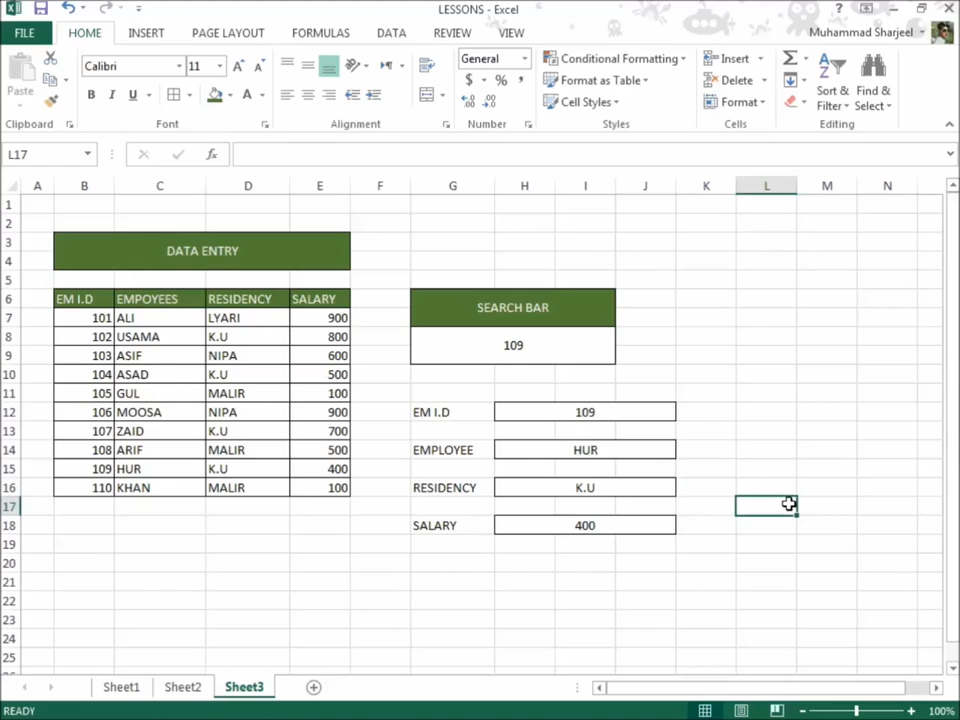 LESSONS - Excel
?
FILE
HOME
INSERT
PAGE LAYOUT
FORMULAS
DATA
REVIEW
VIEW
Muhammad Sharjeel
Paste
Calibri
11
B I U
A
General
$ % ,
Conditional Formatting
Format as Table
Cell Styles
Insert
Delete
Format
Sort &
Filter
Find &
Select
Clipboard
Font
Alignment
Number
Styles
Cells
Editing
L17
fx
A B C D E F G H I J K L M N
1
2
3
DATA ENTRY
4
5
6 EM I.D EMPOYEES RESIDENCY SALARY
SEARCH BAR
7 101 ALI LYARI 900
8 102 USAMA K.U 800
109
9 103 ASIF NIPA 600
10 104 ASAD K.U 500
11 105 GUL MALIR 100
12 106 MOOSA NIPA 900 EM I.D 109
13 107 ZAID K.U 700
14 108 ARIF MALIR 500 EMPLOYEE HUR
15 109 HUR K.U 400
16 110 KHAN MALIR 100 RESIDENCY K.U
17
18 SALARY 400
19
20
21
22
23
24
25
Sheet1
Sheet2
Sheet3
READY
100%